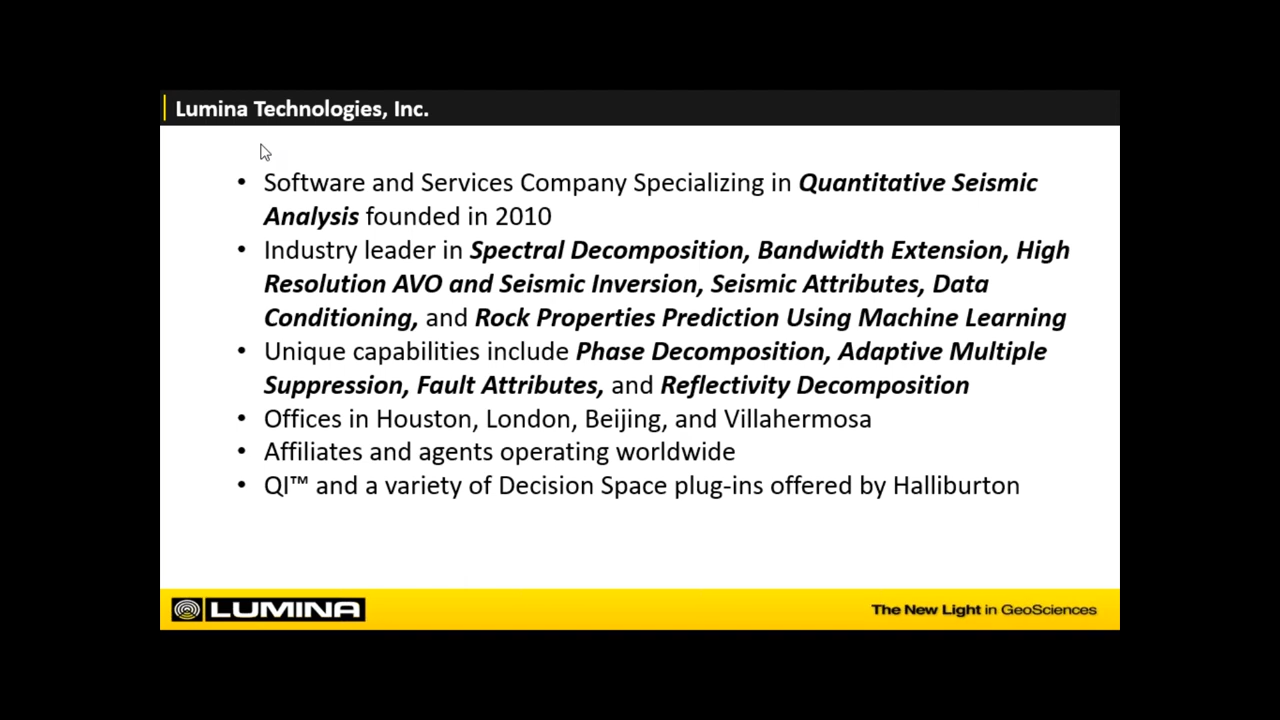 Lumina Technologies, Inc.
• Software and Services Company Specializing in Quantitative Seismic
Analysis founded in 2010
• Industry leader in Spectral Decomposition, Bandwidth Extension, High
Resolution AVO and Seismic Inversion, Seismic Attributes, Data
Conditioning, and Rock Properties Prediction Using Machine Learning
• Unique capabilities include Phase Decomposition, Adaptive Multiple
Suppression, Fault Attributes, and Reflectivity Decomposition
• Offices in Houston, London, Beijing, and Villahermosa
• Affiliates and agents operating worldwide
• QI™ and a variety of Decision Space plug-ins offered by Halliburton
LUMINA
The New Light in GeoSciences